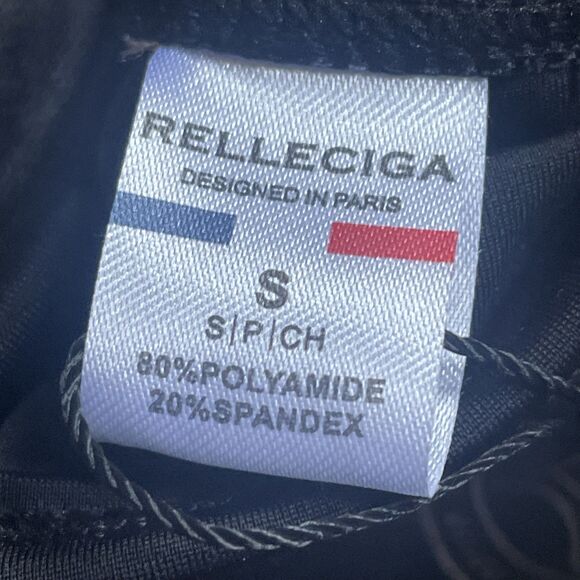 RELLECIGA
DESIGNED IN PARIS
S
S|P|CH
80%POLYAMIDE
20%SPANDEX